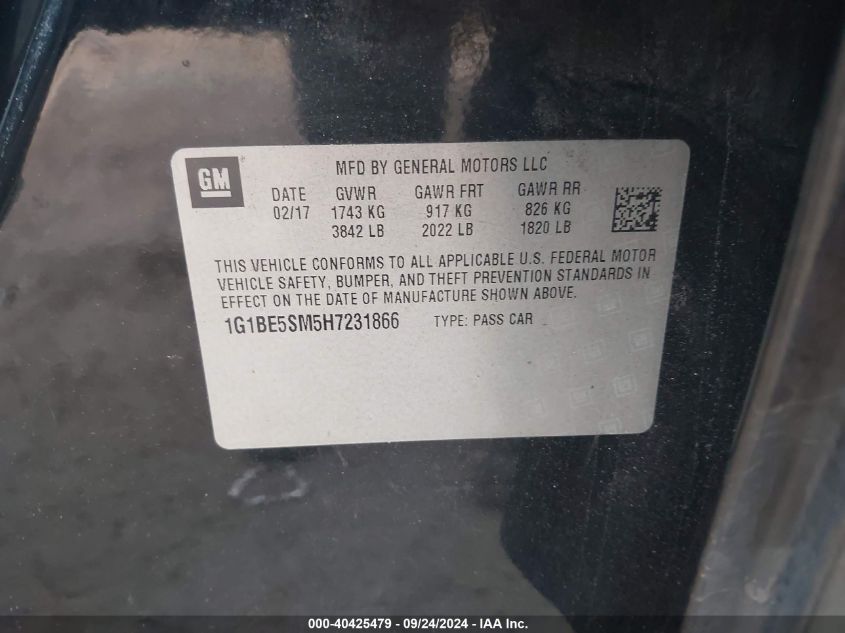 GM
MFD BY GENERAL MOTORS LLC
DATE GVWR GAWR FRT GAWR RR
02/17 1743 KG 917 KG 826 KG
3842 LB 2022 LB 1820 LB
THIS VEHICLE CONFORMS TO ALL APPLICABLE U.S. FEDERAL MOTOR
VEHICLE SAFETY, BUMPER, AND THEFT PREVENTION STANDARDS IN
EFFECT ON THE DATE OF MANUFACTURE SHOWN ABOVE.
1G1BE5SM5H7231866 TYPE: PASS CAR
000-40425479 - 09/24/2024 - IAA Inc.